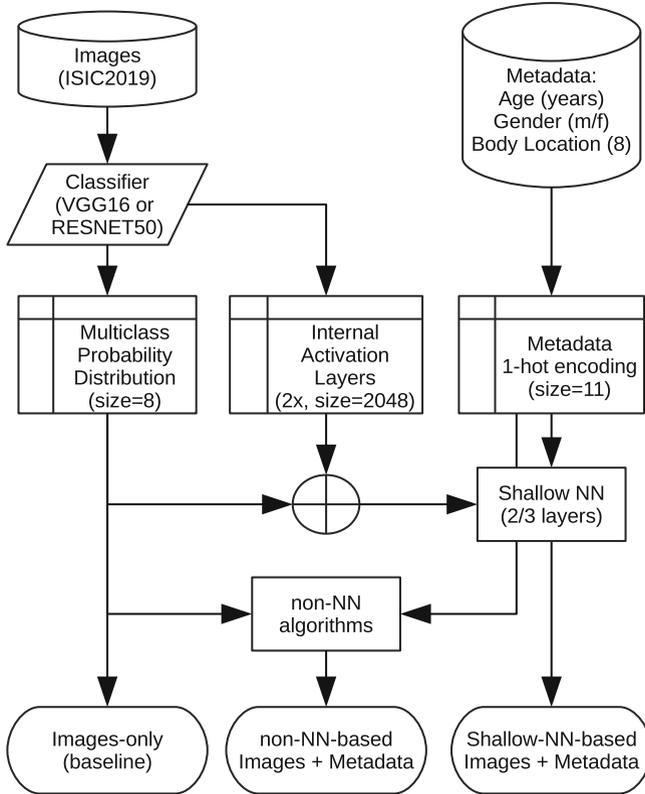 Images
(ISIC2019)
Metadata:
Age (years)
Gender (m/f)
Body Location (8)
Classifier
(VGG16 or
RESNET50)
Multiclass
Probability
Distribution
(size=8)
Internal
Activation
Layers
(2x, size=2048)
Metadata
1-hot encoding
(size=11)
Shallow NN
(2/3 layers)
non-NN
algorithms
Images-only
(baseline)
non-NN-based
Images + Metadata
Shallow-NN-based
Images + Metadata